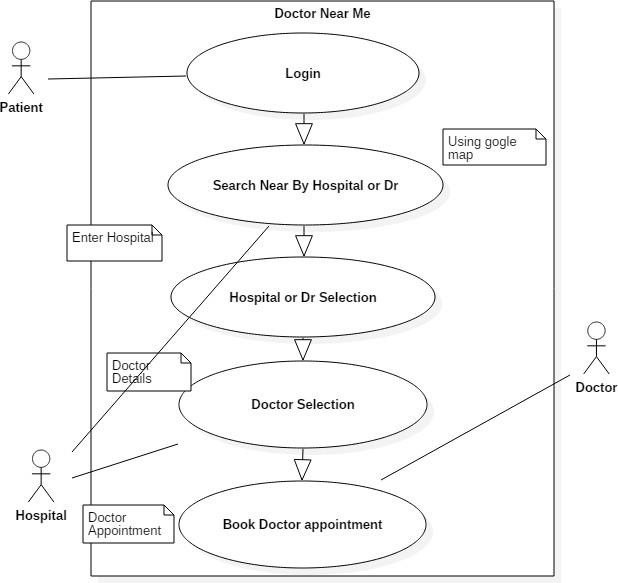 Doctor Near Me
Login
Patient
Using gogle
map
Search Near By Hospital or Dr
Enter Hospital
Hospital or Dr Selection
Doctor
Details
Doctor
Doctor Selection
Hospital
Doctor
Appointment
Book Doctor appointment